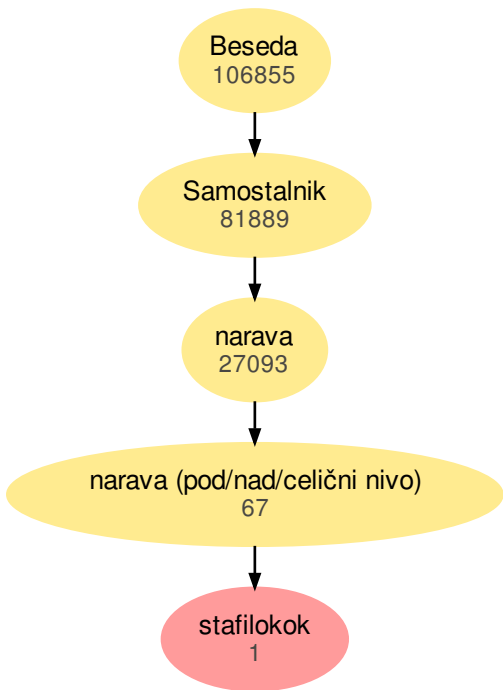 Beseda
106855
Samostalnik
81889
narava
27093
narava (pod/nad/celični nivo)
67
stafilokok
1